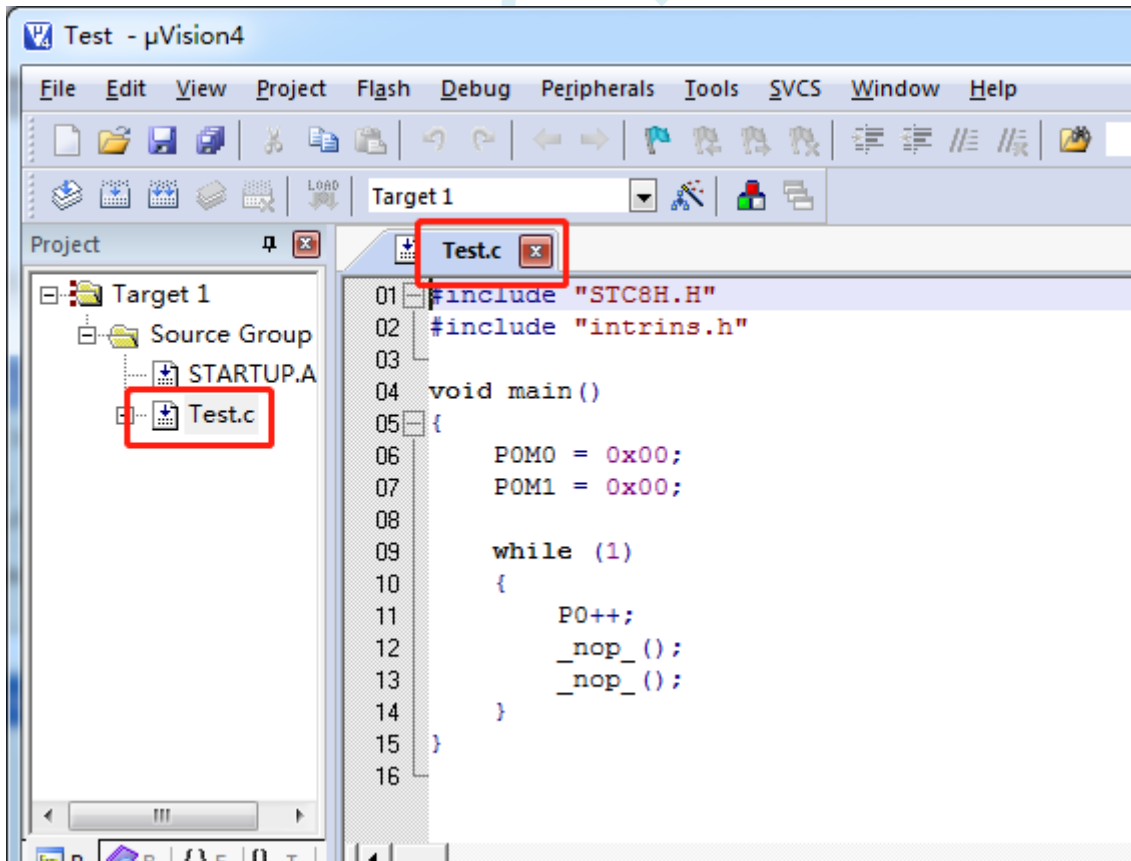 Test - µVision4
File Edit View Project Flash Debug Peripherals Tools SVCS Window Help
LOAD
Target 1
Project
Test.c
Target 1
Source Group
STARTUP.A
Test.c
01 #include "STC8H.H"
02 #include "intrins.h"
03
04 void main()
05 {
06 P0M0 = 0x00;
07 P0M1 = 0x00;
08
09 while (1)
10 {
11 P0++;
12 _nop_();
13 _nop_();
14 }
15 }
16